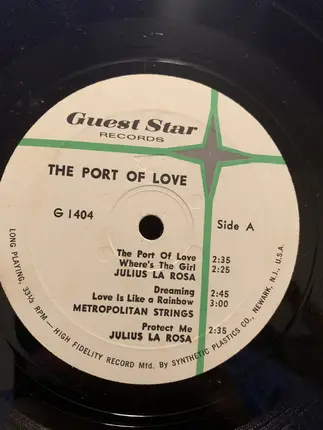 Guest Star
RECORDS
THE PORT OF LOVE
G 1404
Side A
The Port Of Love 2:35
Where's The Girl 2:25
JULIUS LA ROSA
Dreaming 2:45
Love Is Like a Rainbow 3:00
METROPOLITAN STRINGS
Protect Me 2:35
JULIUS LA ROSA
LONG PLAYING, 33⅓ RPM — HIGH FIDELITY RECORD Mfd. By SYNTHETIC PLASTICS CO., NEWARK, N.J., U.S.A.